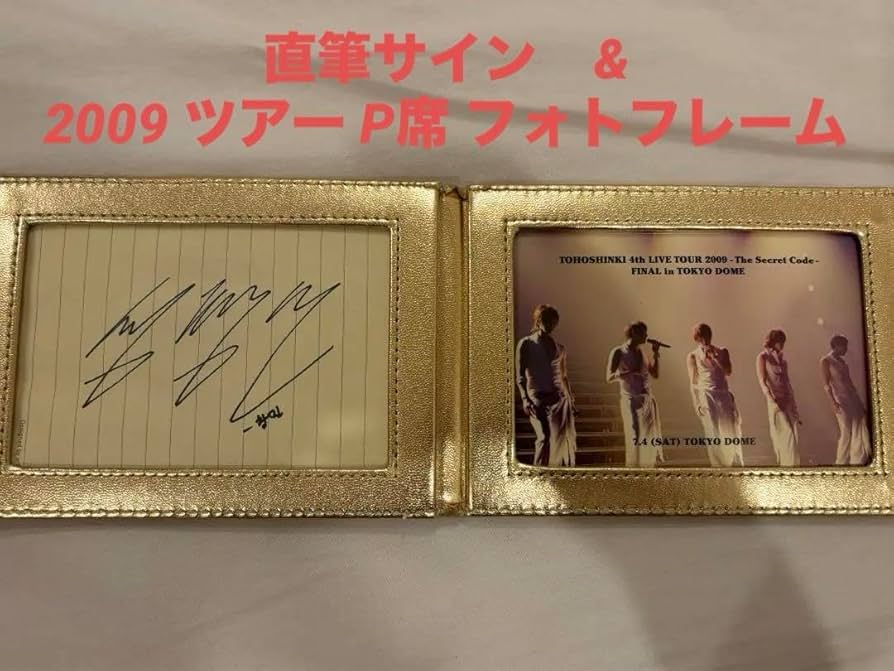 直筆サイン　&
2009 ツアー P席 フォトフレーム
TOHOSHINKI 4th LIVE TOUR 2009 -The Secret Code-
FINAL in TOKYO DOME
7.4 (SAT) TOKYO DOME